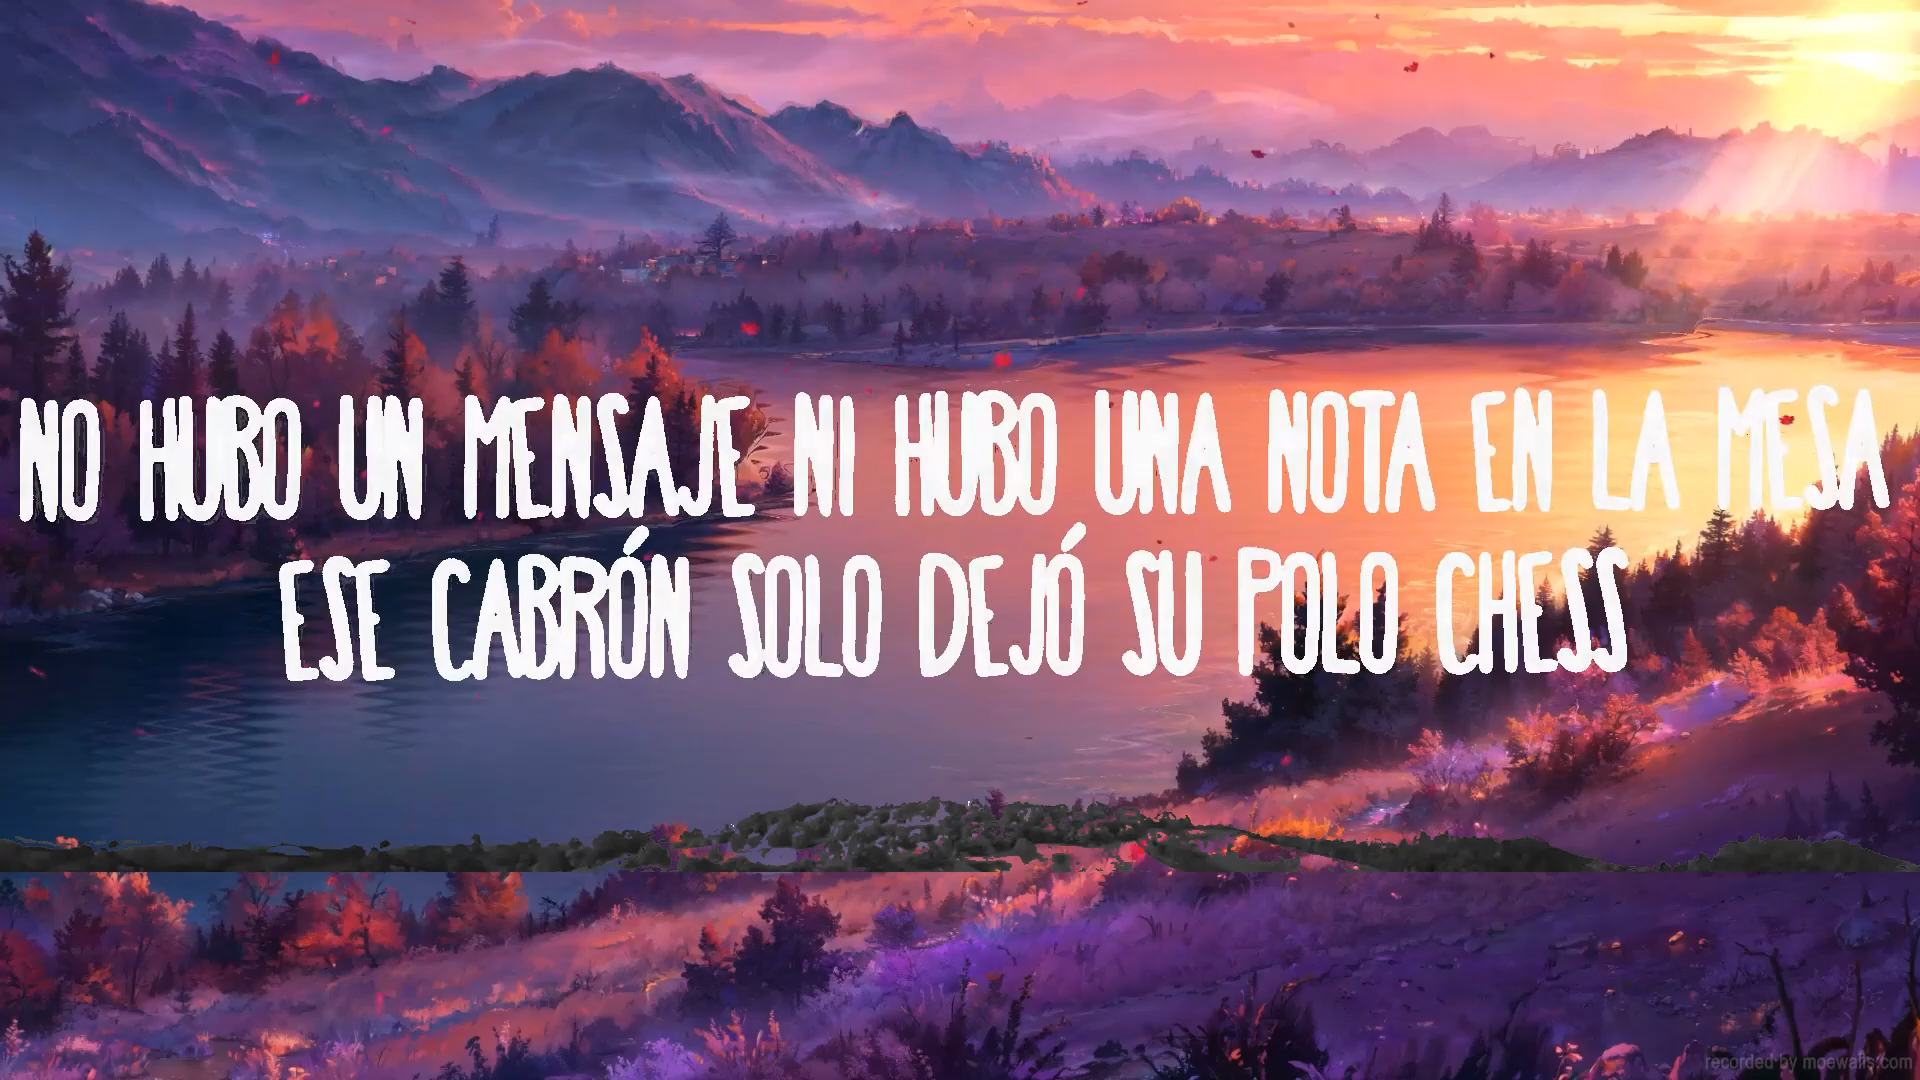 NO HUBO UN MENSAJE NI HUBO UNA NOTA EN LA MESA
ESE CABRÓN SOLO DEJÓ SU POLO CHESS
recorded by moewalls.com